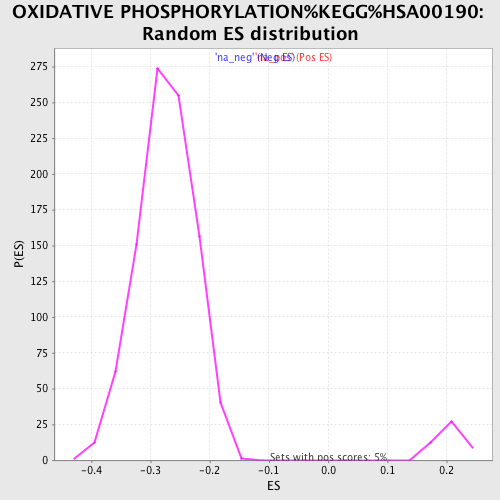 OXIDATIVE PHOSPHORYLATION%KEGG%HSA00190:
Random ES distribution
'na_neg' (Neg ES) (Pos ES)
275
250
225
200
175
150
125
100
75
50
25
0
P(ES)
-0.4 -0.3 -0.2 -0.1 0.0 0.1 0.2
Sets with pos scores: 5%
ES